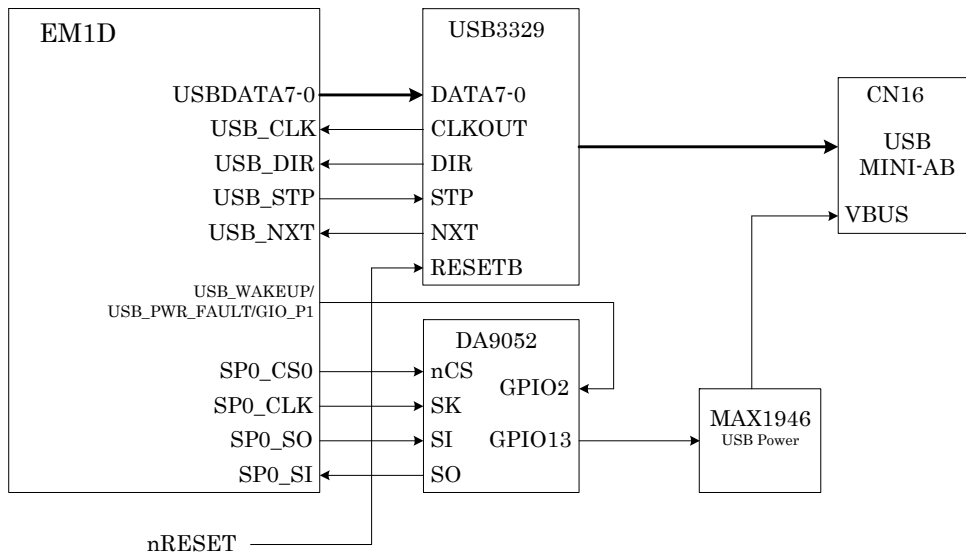 EM1D
USBDATA7-0
USB_CLK
USB_DIR
USB_STP
USB_NXT
USB_WAKEUP/
USB_PWR_FAULT/GIO_P1
SP0_CS0
SP0_CLK
SP0_SO
SP0_SI
nRESET
USB3329
DATA7-0
CLKOUT
DIR
STP
NXT
RESETB
DA9052
nCS
SK
SI
SO
GPIO2
GPIO13
MAX1946
USB Power
CN16
USB
MINI-AB
VBUS